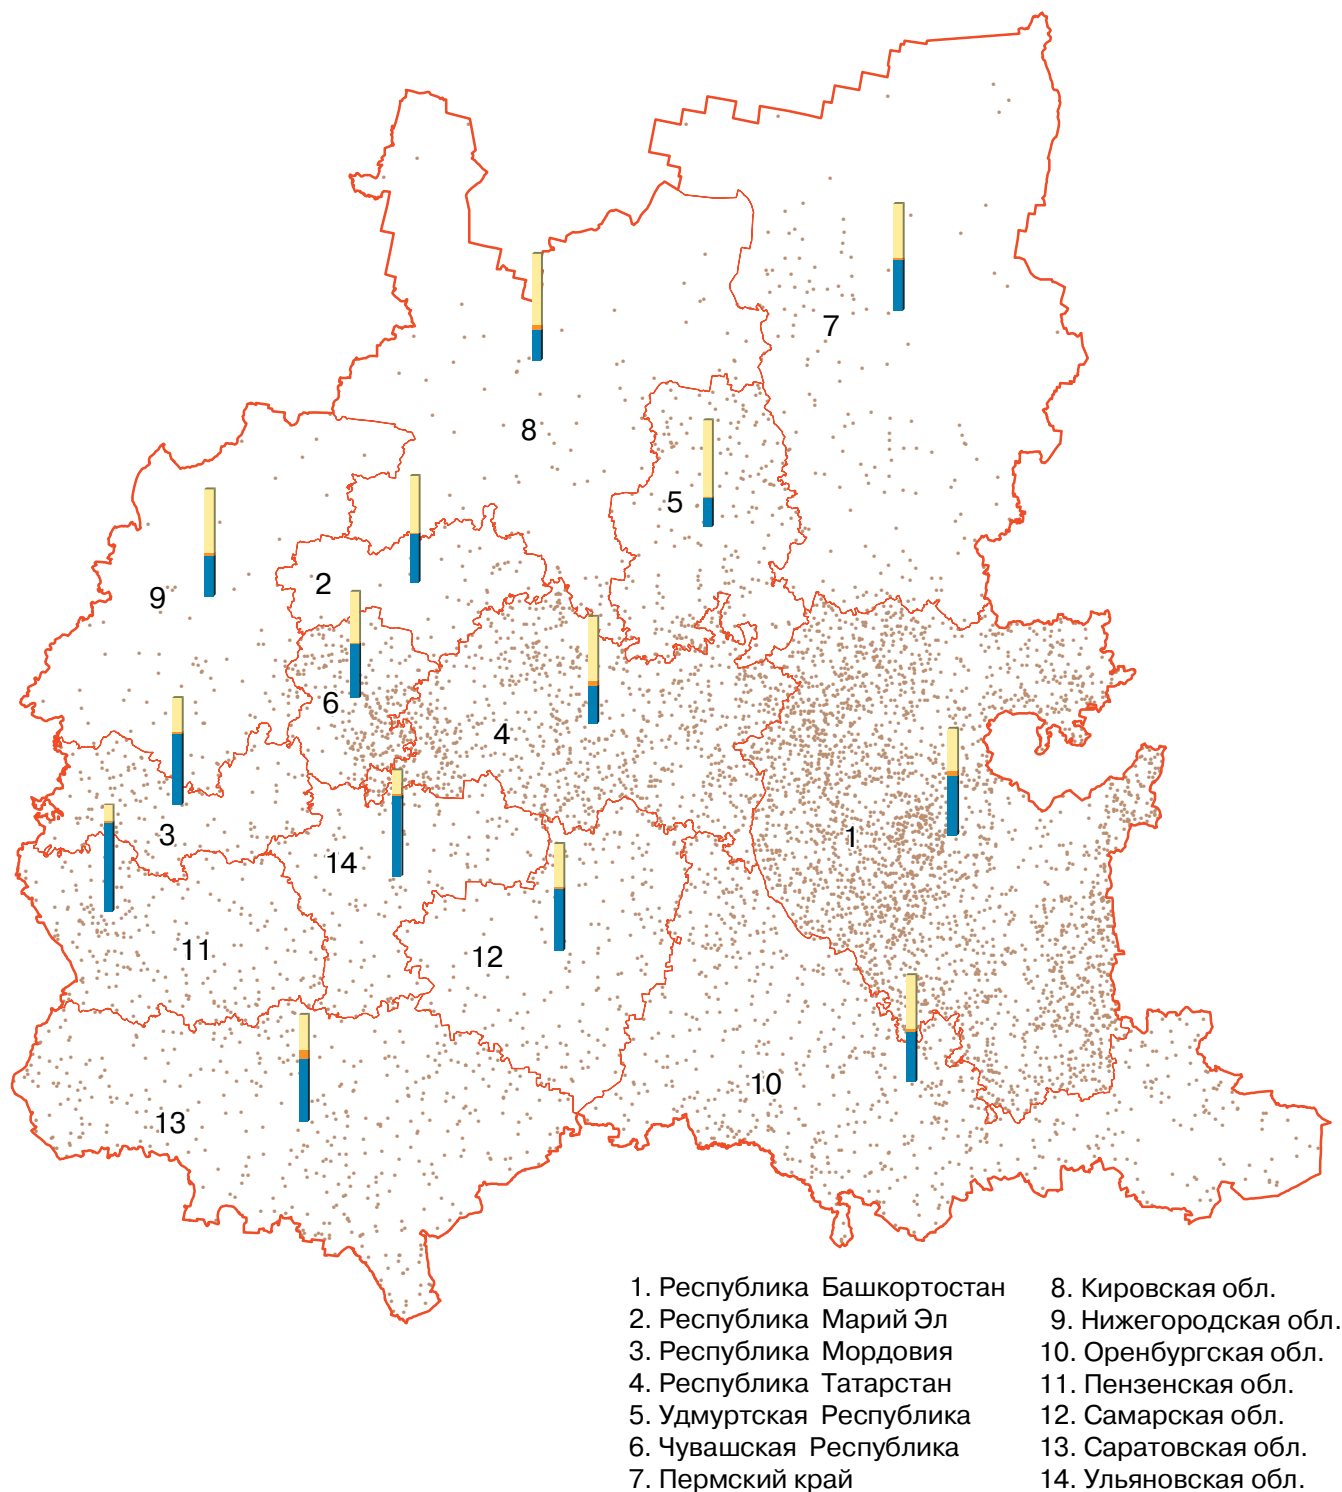 7
8
5
2
9
6
4
3
1
14
11
12
10
13
1. Республика Башкортостан
2. Республика Марий Эл
3. Республика Мордовия
4. Республика Татарстан
5. Удмуртская Республика
6. Чувашская Республика
7. Пермский край
8. Кировская обл.
9. Нижегородская обл.
10. Оренбургская обл.
11. Пензенская обл.
12. Самарская обл.
13. Саратовская обл.
14. Ульяновская обл.